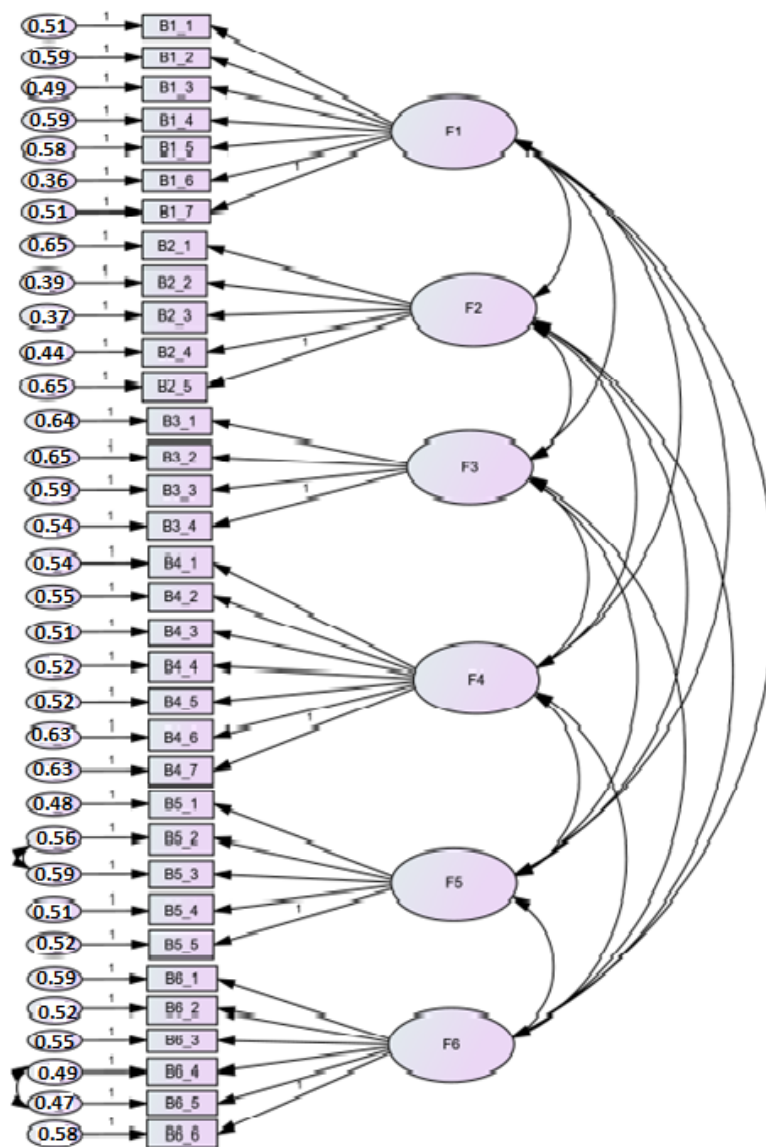 0.51 1 B1_1
0.59 1 B1_2
0.49 1 B1_3
0.59 1 B1_4
0.58 1 B1_5
0.36 1 B1_6 1
0.51 B1_7
F1
0.65 1 B2_1
0.39 1 B2_2
0.37 1 B2_3
0.44 1 B2_4 1
0.65 1 B2_5
F2
0.64 1 B3_1
0.65 1 B3_2
0.59 1 B3_3 1
0.54 1 B3_4
F3
0.54 1 B4_1
0.55 1 B4_2
0.51 1 B4_3
0.52 1 B4_4
0.52 1 B4_5
0.63 1 B4_6 1
0.63 1 B4_7
F4
0.48 1 B5_1
0.56 1 B5_2
0.59 1 B5_3
0.51 1 B5_4 1
0.52 1 B5_5
F5
0.59 1 B6_1
0.52 1 B6_2
0.55 1 B6_3
0.49 1 B6_4
0.47 1 B6_5 1
0.58 1 B6_6
F6